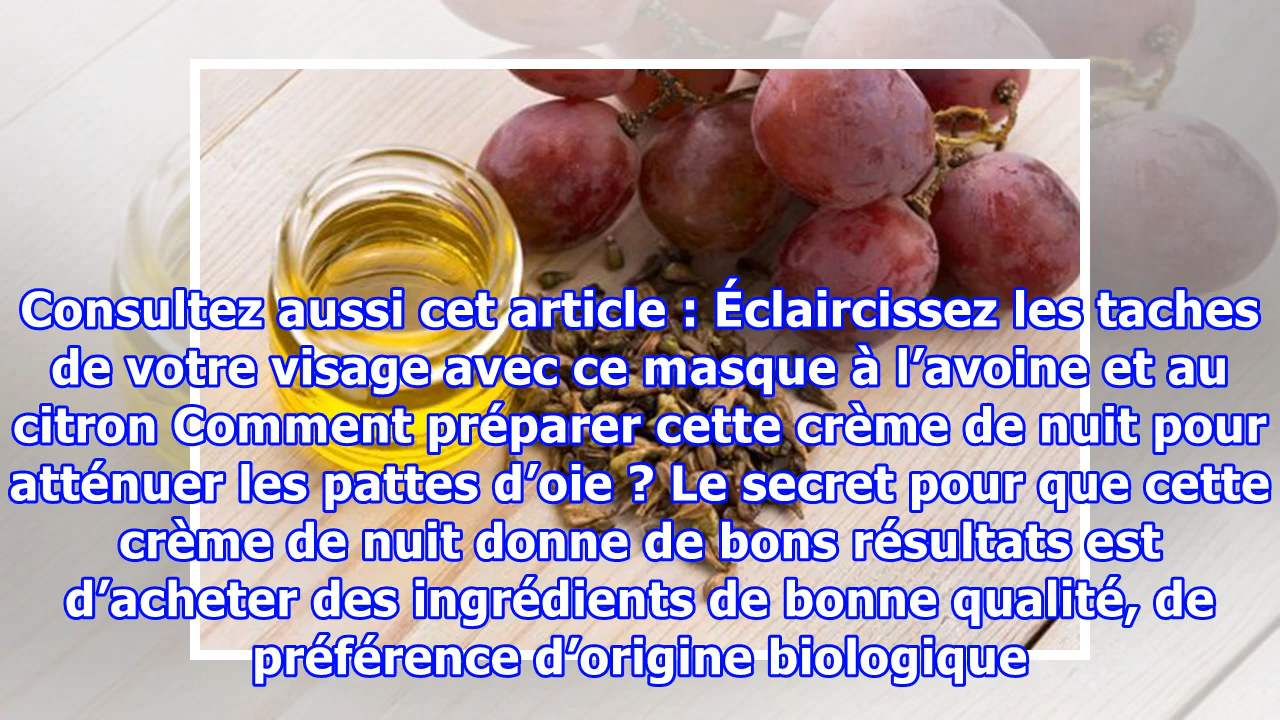 Consultez aussi cet article : Éclaircissez les taches
de votre visage avec ce masque à l’avoine et au
citron Comment préparer cette crème de nuit pour
atténuer les pattes d’oie ? Le secret pour que cette
crème de nuit donne de bons résultats est
d’acheter des ingrédients de bonne qualité, de
préférence d’origine biologique